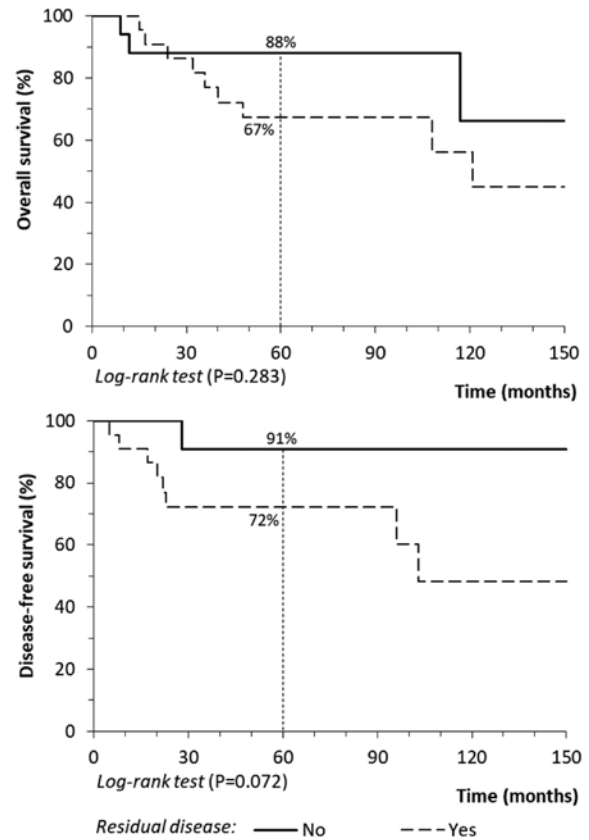 100
80
60
40
20
0
Overall survival (%)
88%
67%
0 30 60 90 120 150
Log-rank test (P=0.283)
Time (months)
100
80
60
40
20
0
Disease-free survival (%)
91%
72%
0 30 60 90 120 150
Log-rank test (P=0.072)
Time (months)
Residual disease: No Yes